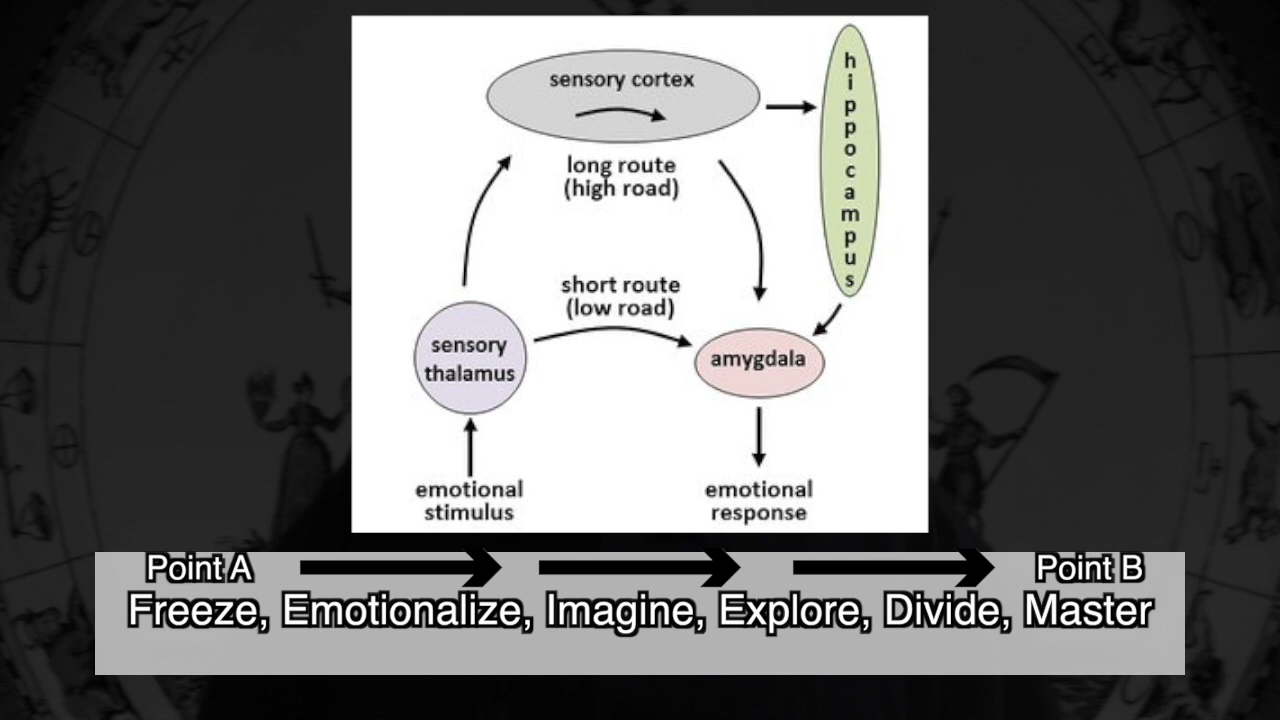 sensory cortex
hippocampus
long route
(high road)
short route
(low road)
sensory
thalamus
amygdala
emotional
stimulus
emotional
response
Point A
Point B
Freeze, Emotionalize, Imagine, Explore, Divide, Master